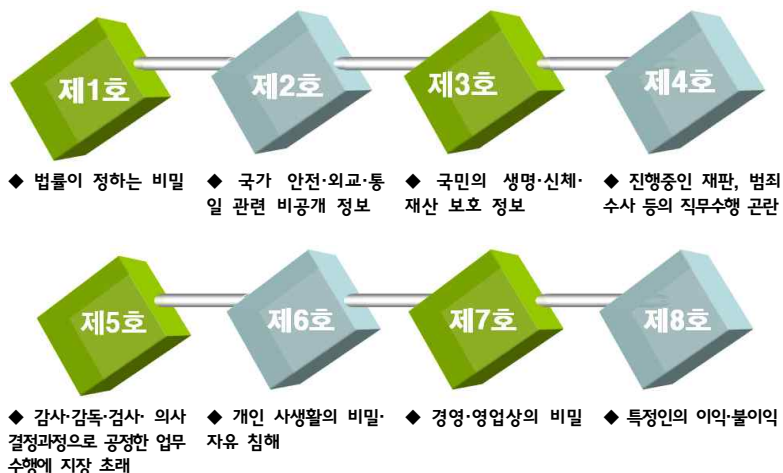 제1호
제2호
제3호
제4호
◆ 법률이 정하는 비밀
◆ 국가 안전·외교·통
일 관련 비공개 정보
◆ 국민의 생명·신체·
재산 보호 정보
◆ 진행중인 재판, 범죄
수사 등의 직무수행 곤란
제5호
제6호
제7호
제8호
◆ 감사·감독·검사· 의사
결정과정으로 공정한 업무
수행에 지장 초래
◆ 개인 사생활의 비밀·
자유 침해
◆ 경영·영업상의 비밀
◆ 특정인의 이익·불이익